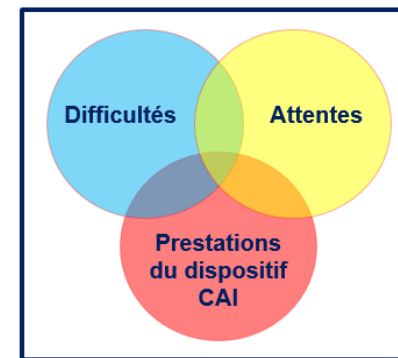 Difficultés
Attentes
Prestations
du dispositif
CAI